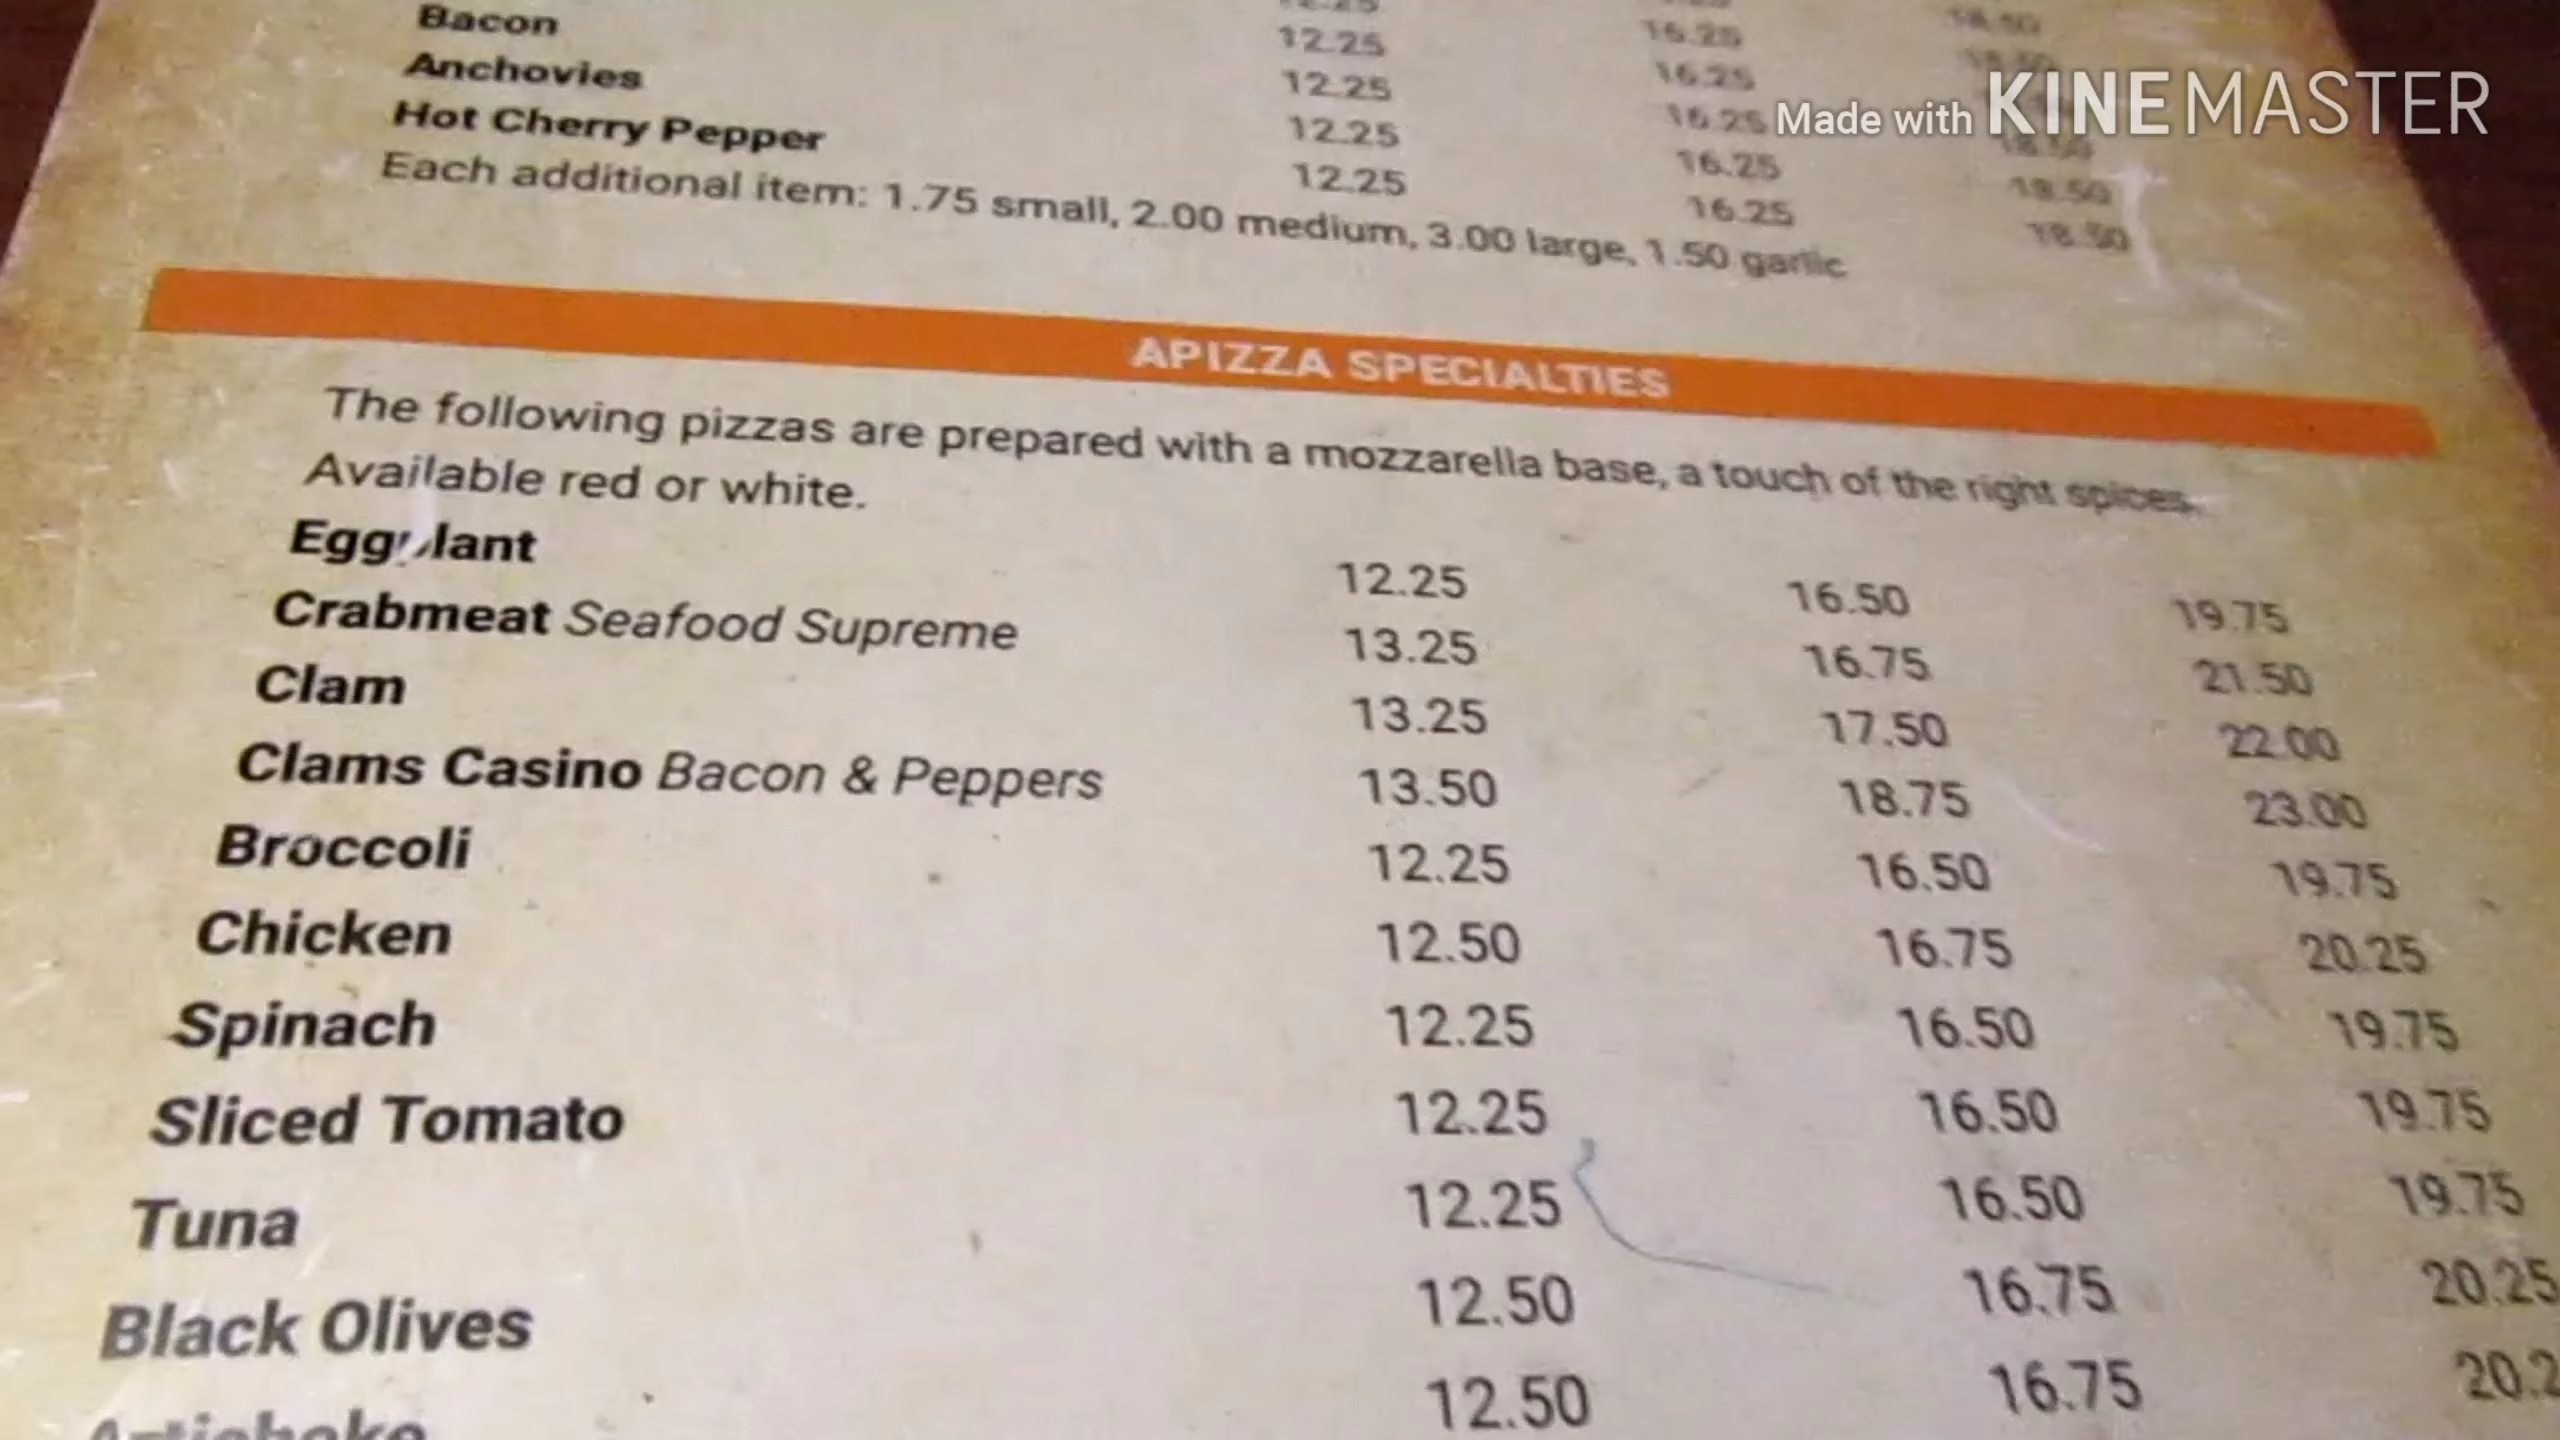 12.25
Bacon 12.25 16.25 18.50
Anchovies 12.25 16.25
Hot Cherry Pepper 12.25 16.25 18.50
12.25 16.25 18.50
16.25 18.50
Each additional item: 1.75 small, 2.00 medium, 3.00 large, 1.50 garlic
Made with KINEMASTER
APIZZA SPECIALTIES
The following pizzas are prepared with a mozzarella base, a touch of the right spices.
Available red or white.
Eggplant 12.25 16.50 19.75
Crabmeat Seafood Supreme 13.25 16.75 21.50
Clam 13.25 17.50 22.00
Clams Casino Bacon & Peppers 13.50 18.75 23.00
Broccoli 12.25 16.50 19.75
Chicken 12.50 16.75 20.25
Spinach 12.25 16.50 19.75
Sliced Tomato 12.25 16.50 19.75
Tuna 12.25 16.50 19.75
Black Olives 12.50 16.75 20.25
Artichoke 12.50 16.75